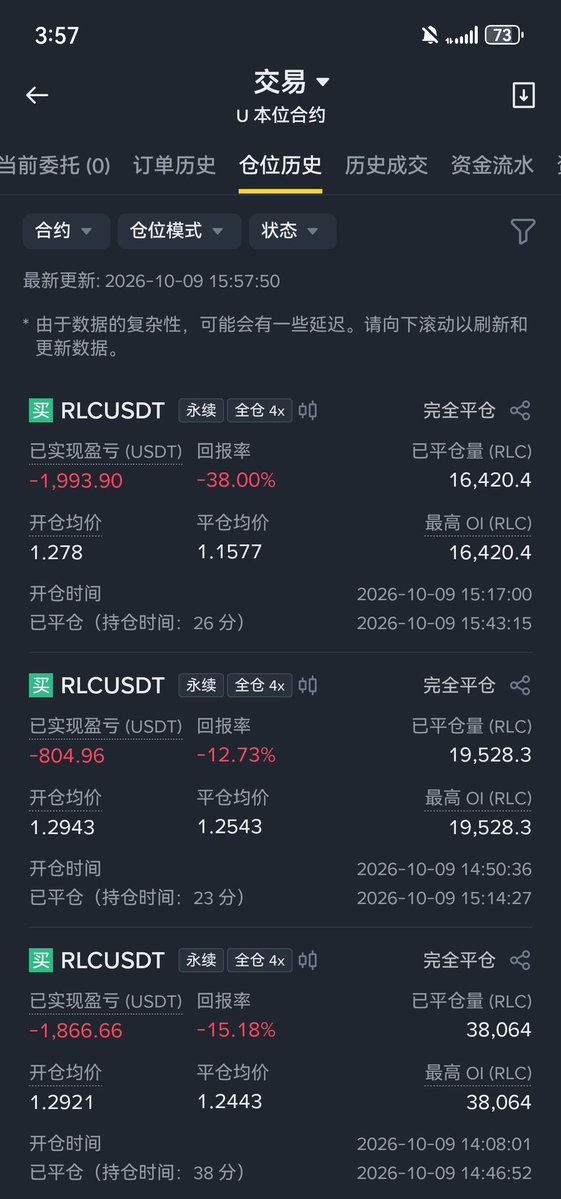 3:57
73
交易
U 本位合约
当前委托 (0) 订单历史 仓位历史 历史成交 资金流水
合约 仓位模式 状态
最新更新: 2026-10-09 15:57:50
* 由于数据的复杂性，可能会有一些延迟。请向下滚动以刷新和
更新数据。
买 RLCUSDT 永续 全仓 4x 完全平仓
已实现盈亏 (USDT) 回报率 已平仓量 (RLC)
-1,993.90 -38.00% 16,420.4
开仓均价 平仓均价 最高 OI (RLC)
1.278 1.1577 16,420.4
开仓时间 2026-10-09 15:17:00
已平仓（持仓时间： 26 分） 2026-10-09 15:43:15
买 RLCUSDT 永续 全仓 4x 完全平仓
已实现盈亏 (USDT) 回报率 已平仓量 (RLC)
-804.96 -12.73% 19,528.3
开仓均价 平仓均价 最高 OI (RLC)
1.2943 1.2543 19,528.3
开仓时间 2026-10-09 14:50:36
已平仓（持仓时间： 23 分） 2026-10-09 15:14:27
买 RLCUSDT 永续 全仓 4x 完全平仓
已实现盈亏 (USDT) 回报率 已平仓量 (RLC)
-1,866.66 -15.18% 38,064
开仓均价 平仓均价 最高 OI (RLC)
1.2921 1.2443 38,064
开仓时间 2026-10-09 14:08:01
已平仓（持仓时间： 38 分） 2026-10-09 14:46:52